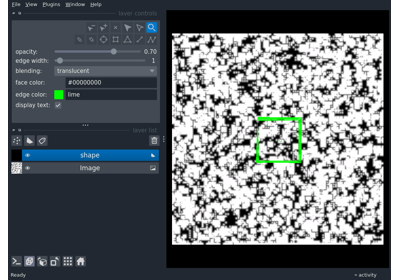 File View Plugins Window Help
layer controls
opacity: 0.70
edge width: 1
blending: translucent
face color: #00000000
edge color: lime
display text:
layer list
shape
Image
Ready
activity